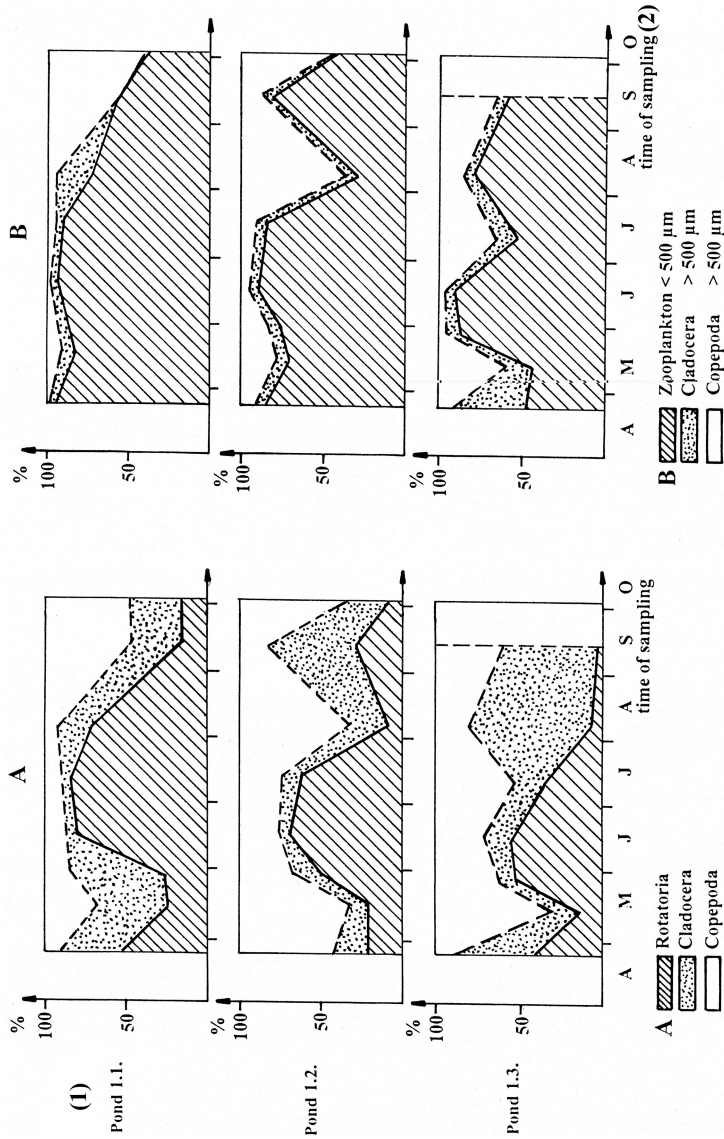 A
B
(1)
Pond 1.1.
%
100
50
%
100
50
Pond 1.2.
%
100
50
%
100
50
Pond 1.3.
%
100
50
%
100
50
A M J J A S O
time of sampling
A M J J A S O
time of sampling (2)
A Rotatoria
Cladocera
Copepoda
B Zooplankton < 500 µm
Cladocera > 500 µm
Copepoda > 500 µm